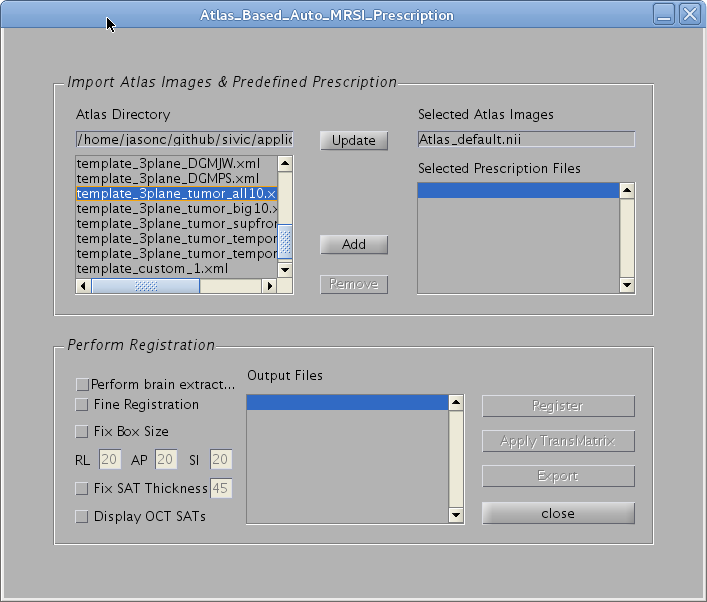 Atlas_Based_Auto_MRSI_Prescription
Import Atlas Images & Predefined Prescription
Atlas Directory
/home/jasonc/github/sivic/applic
Update
Selected Atlas Images
Atlas_default.nii
Selected Prescription Files
template_3plane_DGMJW.xml
template_3plane_DGMPS.xml
template_3plane_tumor_all10.x
template_3plane_tumor_big10.x
template_3plane_tumor_supfror
template_3plane_tumor_tempor
template_3plane_tumor_tempor
template_custom_1.xml
Add
Remove
Perform Registration
Perform brain extract...
Fine Registration
Fix Box Size
RL 20 AP 20 SI 20
Fix SAT Thickness 45
Display OCT SATs
Output Files
Register
Apply TransMatrix
Export
close